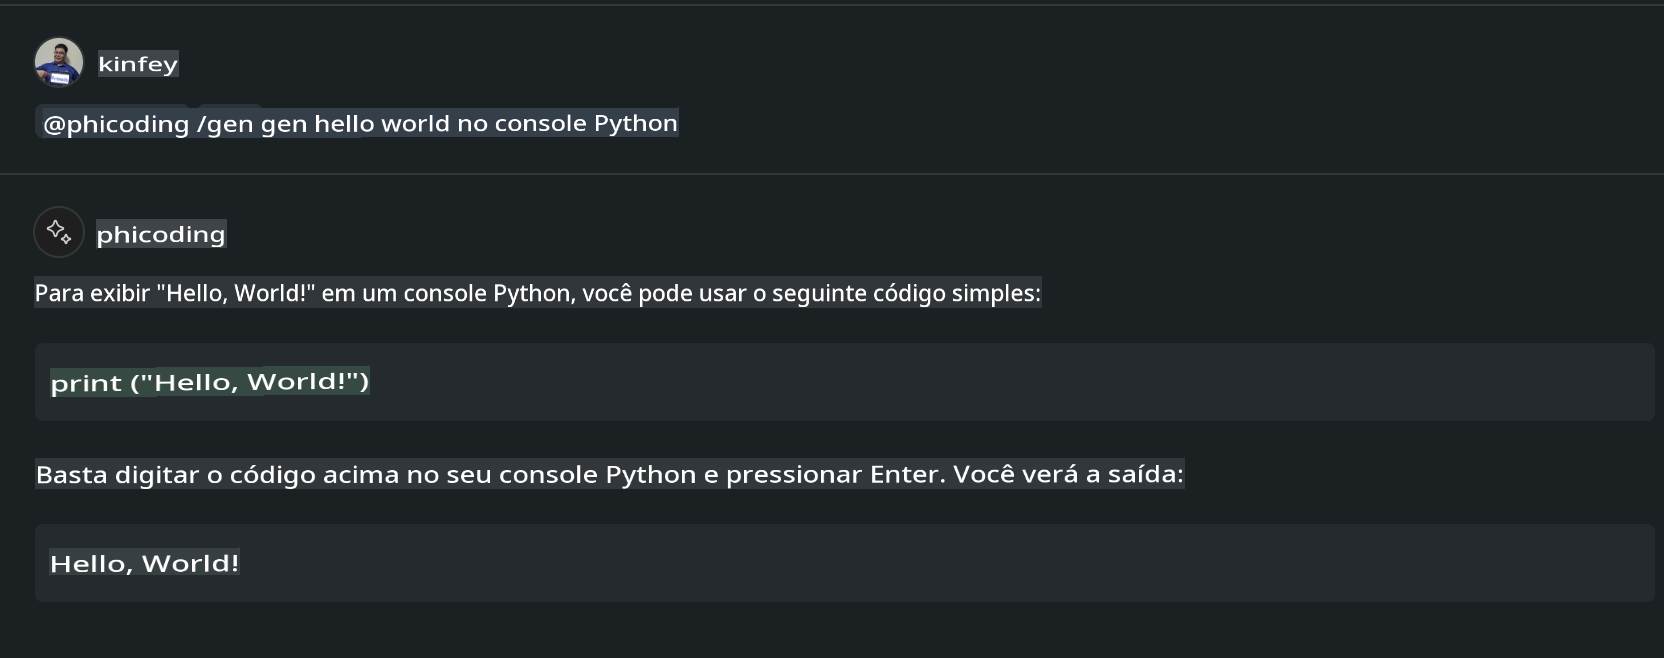 kinfey
@phicoding /gen gen hello world no console Python
phicoding
Para exibir "Hello, World!" em um console Python, você pode usar o seguinte código simples:
print ("Hello, World!")
Basta digitar o código acima no seu console Python e pressionar Enter. Você verá a saída:
Hello, World!